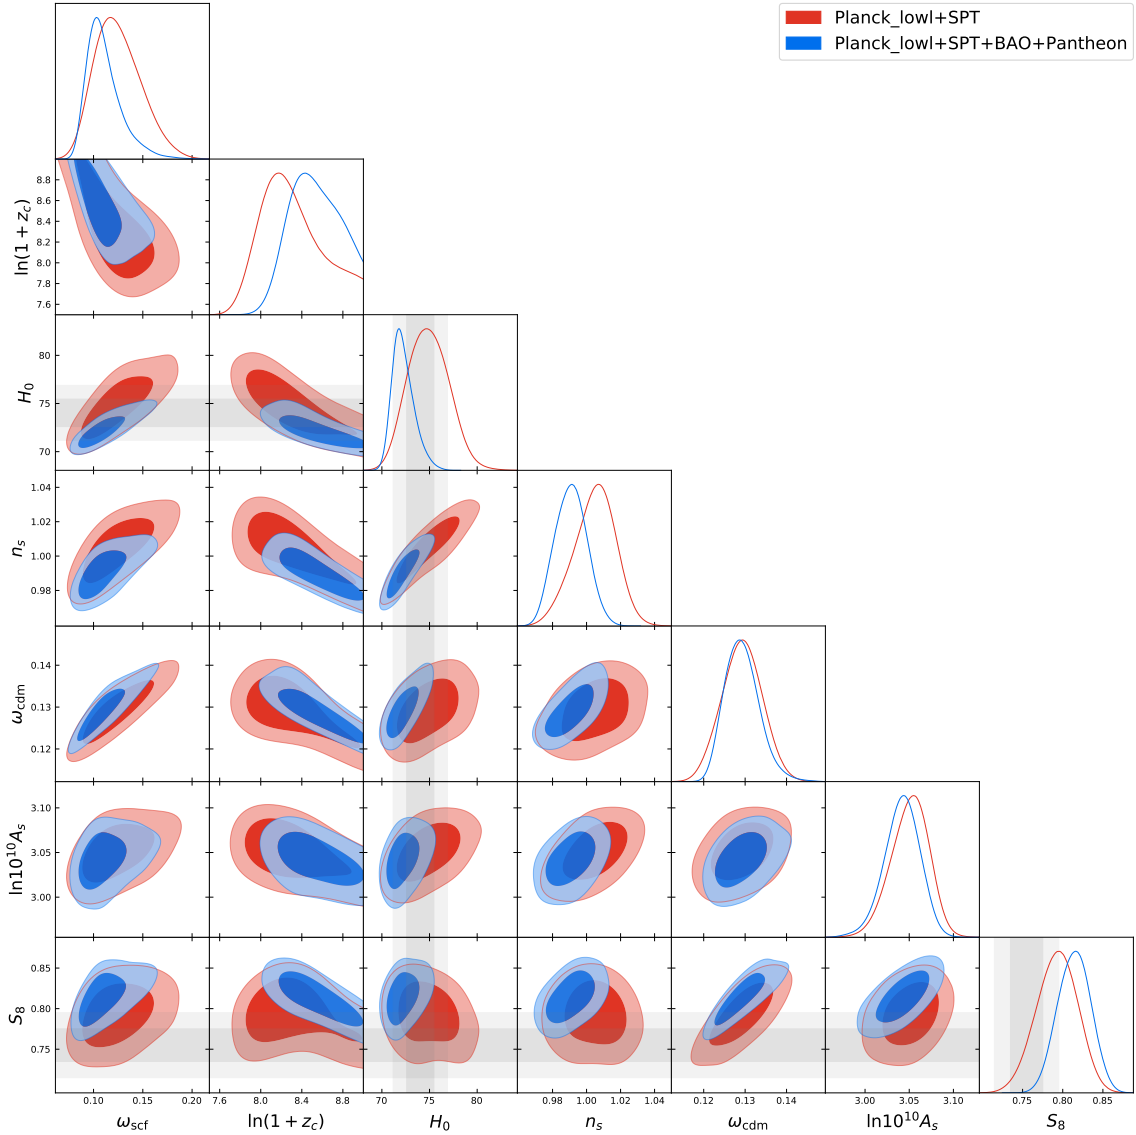 Planck_lowl+SPT
Planck_lowl+SPT+BAO+Pantheon
ln(1 + z_c)
8.8
8.6
8.4
8.2
8.0
7.8
7.6
H_0
80
75
70
n_s
1.04
1.02
1.00
0.98
ω_cdm
0.14
0.13
0.12
ln10^10 A_s
3.10
3.05
3.00
S_8
0.85
0.80
0.75
0.10 0.15 0.20
8.0 8.4 8.8
70 75 80
0.98 1.00 1.02 1.04
0.12 0.13 0.14
3.00 3.05 3.10
0.75 0.80 0.85
ω_scf
ln(1 + z_c)
H_0
n_s
ω_cdm
ln10^10 A_s
S_8